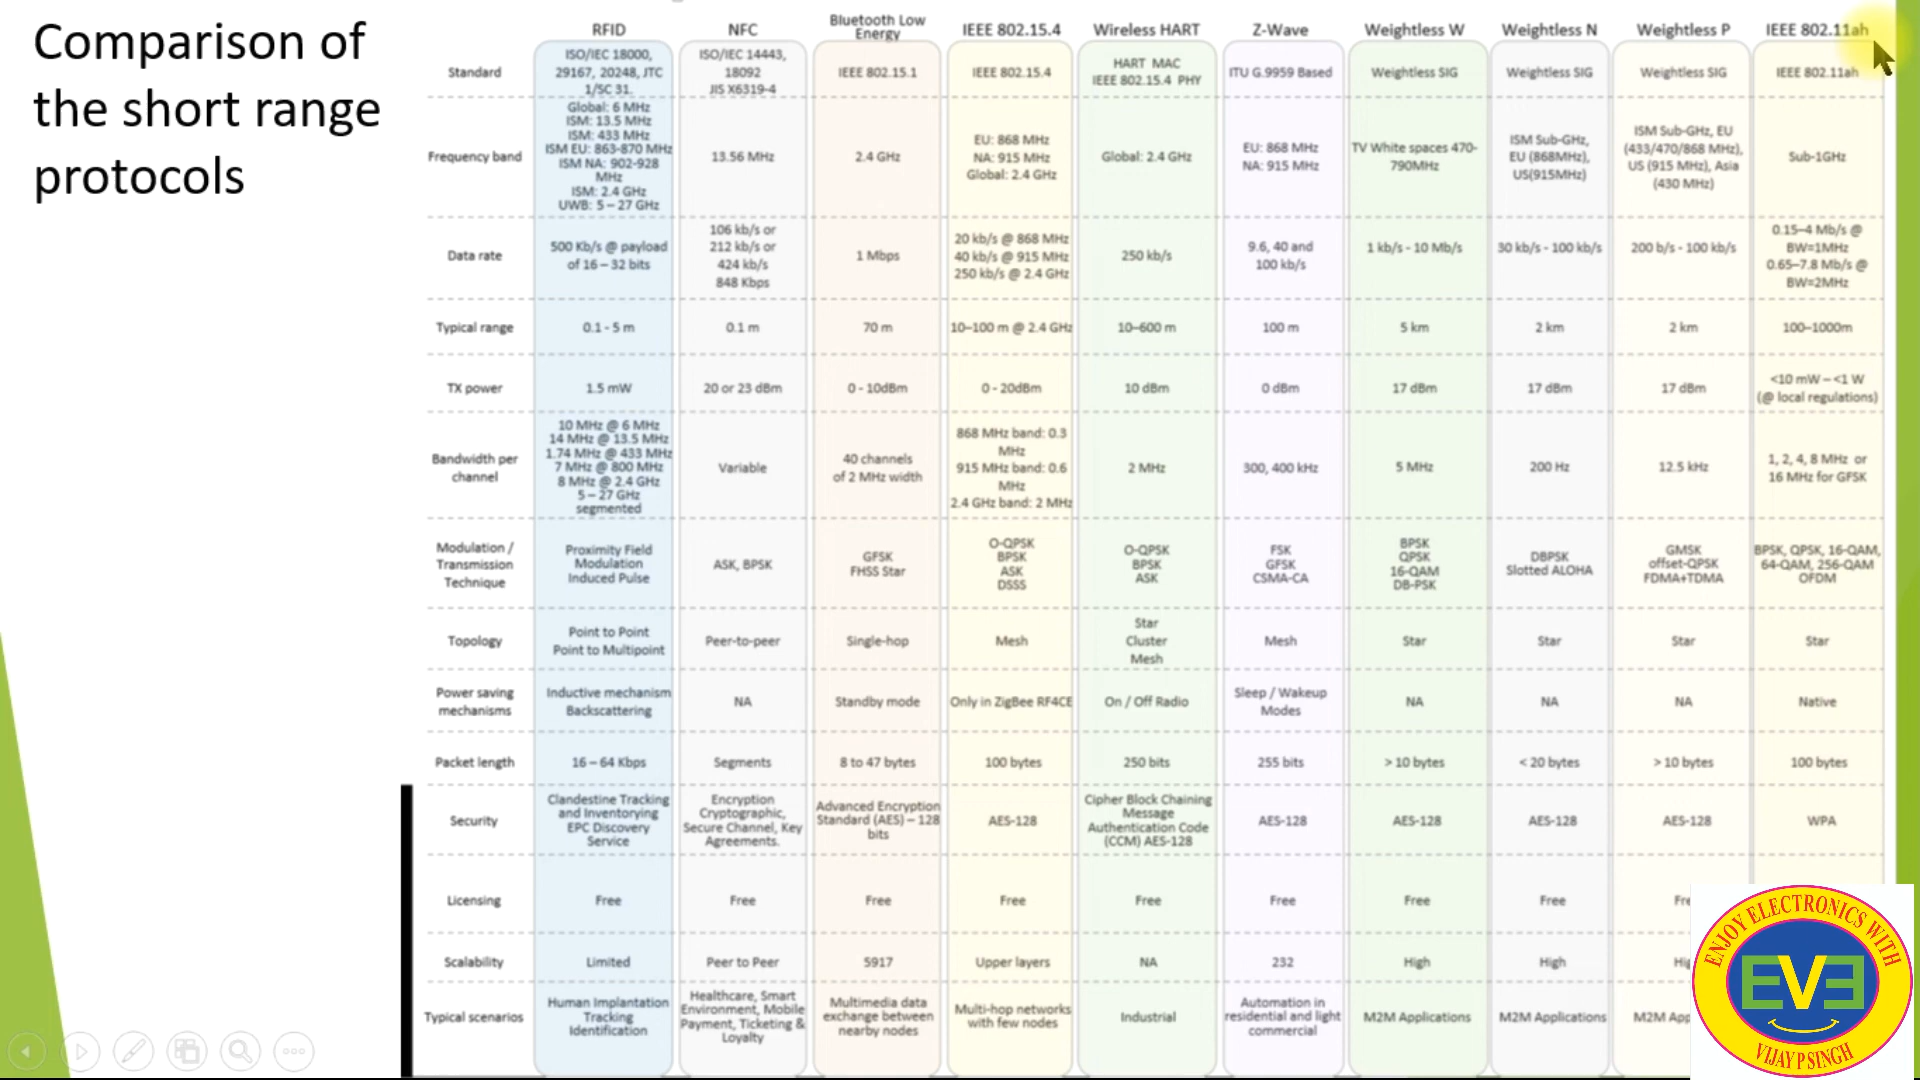 Comparison of
the short range
protocols
RFID NFC Bluetooth Low Energy IEEE 802.15.4 Wireless HART Z-Wave Weightless W Weightless N Weightless P IEEE 802.11ah
Standard
ISO/IEC 18000,
29167, 20248, JTC
1/SC 31.
ISO/IEC 14443,
18092
JIS X6319-4
IEEE 802.15.1
IEEE 802.15.4
HART MAC
IEEE 802.15.4 PHY
ITU G.9959 Based
Weightless SIG
Weightless SIG
Weightless SIG
IEEE 802.11ah
Frequency band
Global: 6 MHz
ISM: 13.5 MHz
ISM: 433 MHz
ISM EU: 863-870 MHz
ISM NA: 902-928
MHz
ISM: 2.4 GHz
UWB: 5 – 27 GHz
13.56 MHz
2.4 GHz
EU: 868 MHz
NA: 915 MHz
Global: 2.4 GHz
Global: 2.4 GHz
EU: 868 MHz
NA: 915 MHz
TV White spaces 470-
790MHz
ISM Sub-GHz,
EU (868MHz),
US(915MHz)
ISM Sub-GHz, EU
(433/470/868 MHz),
US (915 MHz), Asia
(430 MHz)
Sub-1GHz
Data rate
500 Kb/s @ payload
of 16 – 32 bits
106 kb/s or
212 kb/s or
424 kb/s
848 Kbps
1 Mbps
20 kb/s @ 868 MHz
40 kb/s @ 915 MHz
250 kb/s @ 2.4 GHz
250 kb/s
9.6, 40 and
100 kb/s
1 kb/s - 10 Mb/s
30 kb/s - 100 kb/s
200 b/s - 100 kb/s
0.15–4 Mb/s @
BW=1MHz
0.65–7.8 Mb/s @
BW=2MHz
Typical range
0.1 - 5 m
0.1 m
70 m
10–100 m @ 2.4 GHz
10–600 m
100 m
5 km
2 km
2 km
100–1000m
TX power
1.5 mW
20 or 23 dBm
0 - 10dBm
0 - 20dBm
10 dBm
0 dBm
17 dBm
17 dBm
17 dBm
<10 mW – <1 W
(@ local regulations)
Bandwidth per
channel
10 MHz @ 6 MHz
14 MHz @ 13.5 MHz
1.74 MHz @ 433 MHz
7 MHz @ 800 MHz
8 MHz @ 2.4 GHz
5 – 27 GHz
segmented
Variable
40 channels
of 2 MHz width
868 MHz band: 0.3
MHz
915 MHz band: 0.6
MHz
2.4 GHz band: 2 MHz
2 MHz
300, 400 kHz
5 MHz
200 Hz
12.5 kHz
1, 2, 4, 8 MHz or
16 MHz for GFSK
Modulation /
Transmission
Technique
Proximity Field
Modulation
Induced Pulse
ASK, BPSK
GFSK
FHSS Star
O-QPSK
BPSK
ASK
DSSS
O-QPSK
BPSK
ASK
FSK
GFSK
CSMA-CA
BPSK
QPSK
16-QAM
DB-PSK
DBPSK
Slotted ALOHA
GMSK
offset-QPSK
FDMA+TDMA
BPSK, QPSK, 16-QAM,
64-QAM, 256-QAM
OFDM
Topology
Point to Point
Point to Multipoint
Peer-to-peer
Single-hop
Mesh
Star
Cluster
Mesh
Mesh
Star
Star
Star
Star
Power saving
mechanisms
Inductive mechanism
Backscattering
NA
Standby mode
Only in ZigBee RF4CE
On / Off Radio
Sleep / Wakeup
Modes
NA
NA
NA
Native
Packet length
16 – 64 Kbps
Segments
8 to 47 bytes
100 bytes
250 bits
255 bits
> 10 bytes
< 20 bytes
> 10 bytes
100 bytes
Security
Clandestine Tracking
and Inventorying
EPC Discovery
Service
Encryption
Cryptographic,
Secure Channel, Key
Agreements.
Advanced Encryption
Standard (AES) – 128
bits
AES-128
Cipher Block Chaining
Message
Authentication Code
(CCM) AES-128
AES-128
AES-128
AES-128
AES-128
WPA
Licensing
Free
Free
Free
Free
Free
Free
Free
Free
Fre
Scalability
Limited
Peer to Peer
5917
Upper layers
NA
232
High
High
Hig
Typical scenarios
Human Implantation
Tracking
Identification
Healthcare, Smart
Environment, Mobile
Payment, Ticketing &
Loyalty
Multimedia data
exchange between
nearby nodes
Multi-hop networks
with few nodes
Industrial
Automation in
residential and light
commercial
M2M Applications
M2M Applications
M2M App
ENJOY ELECTRONICS WITH
EVE
VIJAY P SINGH